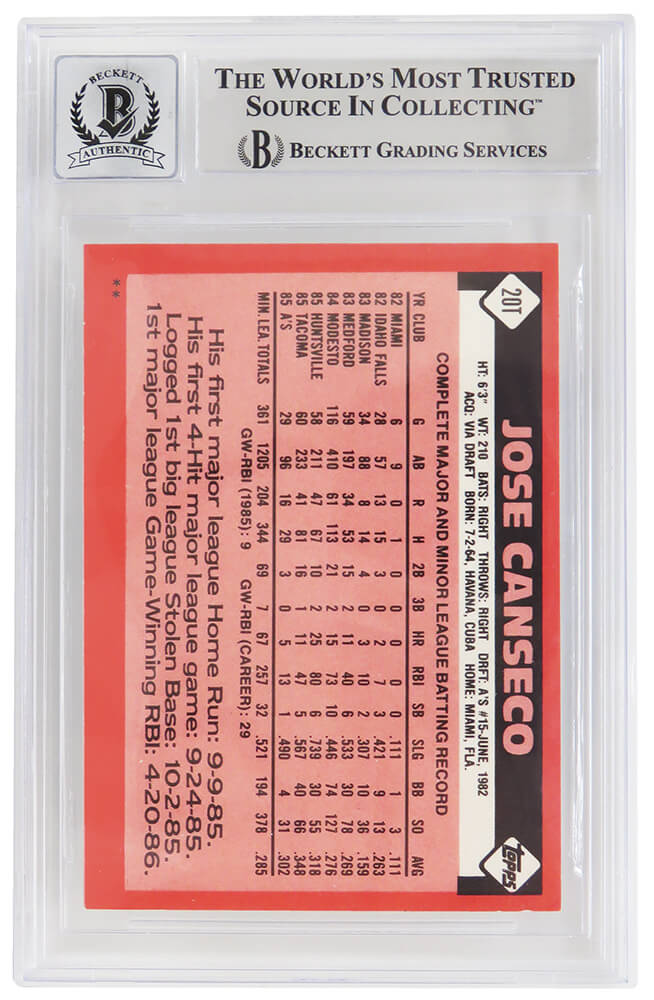 BECKETT
B
AUTHENTIC
THE WORLD'S MOST TRUSTED
SOURCE IN COLLECTING™
B BECKETT GRADING SERVICES
20T
JOSE CANSECO
TOPPS
HT: 6'3" WT: 210 BATS: RIGHT THROWS: RIGHT DRFT: A'S #15-JUNE, 1982
ACQ: VIA DRAFT BORN: 7-2-64, HAVANA, CUBA HOME: MIAMI, FLA.
COMPLETE MAJOR AND MINOR LEAGUE BATTING RECORD
YR CLUB G AB R H 2B 3B HR RBI SB SLG BB SO AVG
82 MIAMI 6 9 0 1 0 0 0 0 0 .111 1 3 .111
82 IDAHO FALLS 28 57 13 15 3 0 2 7 3 .421 9 13 .263
83 MADISON 34 88 8 14 4 0 3 10 2 .307 10 36 .159
83 MEDFORD 59 197 34 53 15 2 11 40 6 .533 30 78 .269
84 MODESTO 116 410 61 113 21 2 15 73 10 .446 74 127 .276
85 HUNTSVILLE 58 211 47 67 10 2 25 80 6 .739 30 55 .318
85 TACOMA 60 233 41 81 16 1 11 47 5 .567 40 66 .348
85 A'S 29 96 16 29 3 0 5 13 1 .490 4 31 .302
MIN. LEA. TOTALS 361 1205 204 344 69 7 67 257 32 .521 194 378 .285
GW-RBI (1985): 9 GW-RBI (CAREER): 29
His first major league Home Run: 9-9-85.
His first 4-Hit major league game: 9-24-85.
Logged 1st big league Stolen Base: 10-2-85.
1st major league Game-Winning RBI: 4-20-86.
**